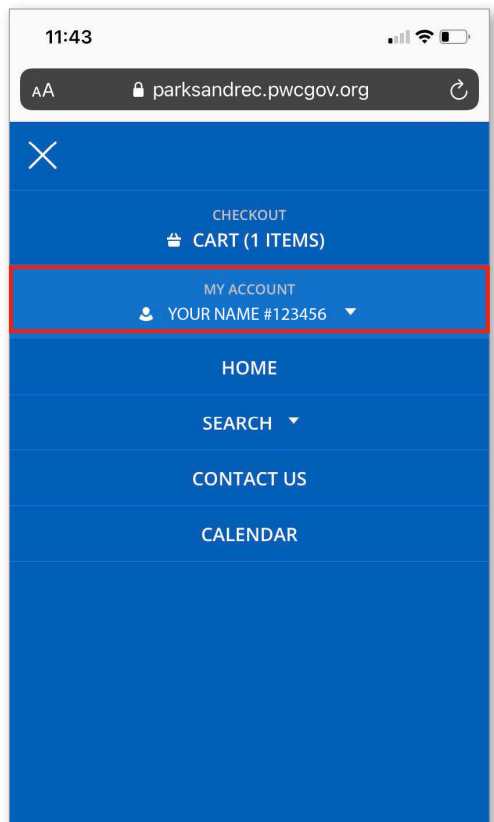 11:43
AA parksandrec.pwcgov.org
CHECKOUT
CART (1 ITEMS)
MY ACCOUNT
YOUR NAME #123456
HOME
SEARCH
CONTACT US
CALENDAR